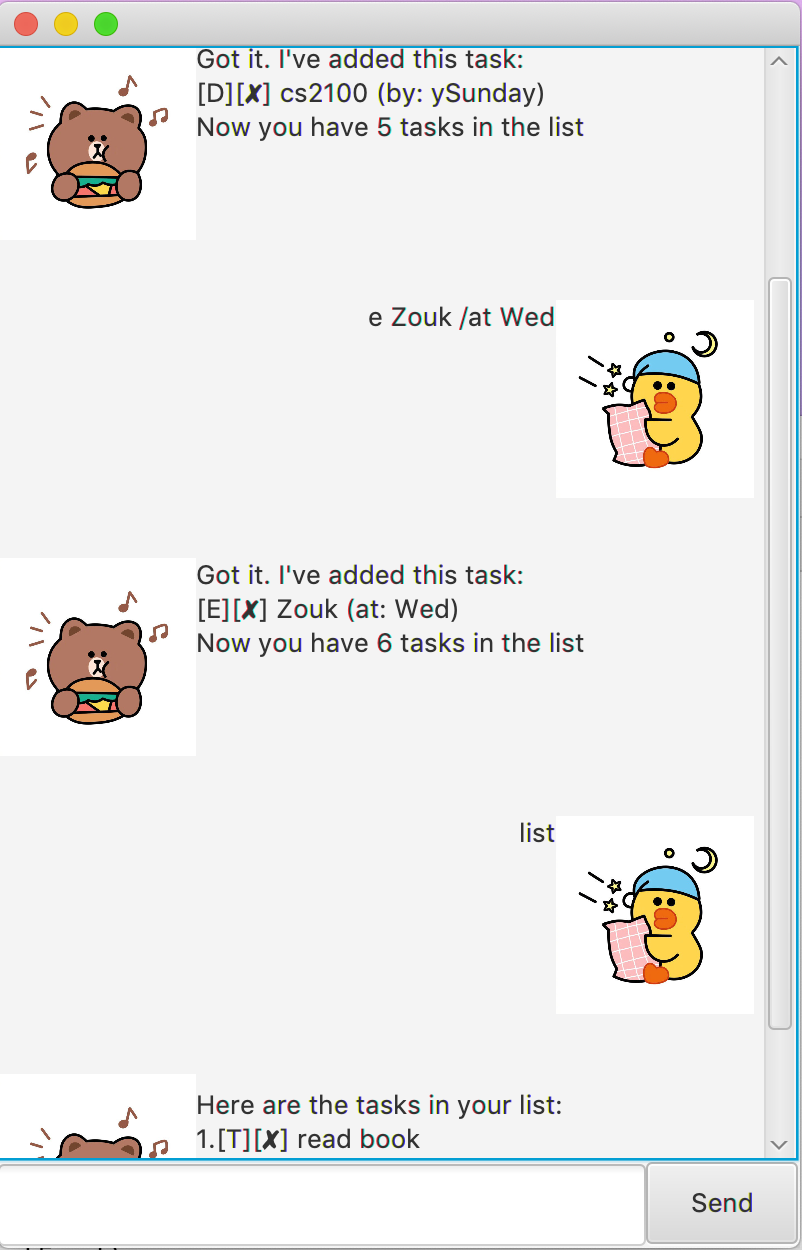 Got it. I've added this task:
[D][✘] cs2100 (by: ySunday)
Now you have 5 tasks in the list
e Zouk /at Wed
Got it. I've added this task:
[E][✘] Zouk (at: Wed)
Now you have 6 tasks in the list
list
Here are the tasks in your list:
1.[T][✘] read book
Send